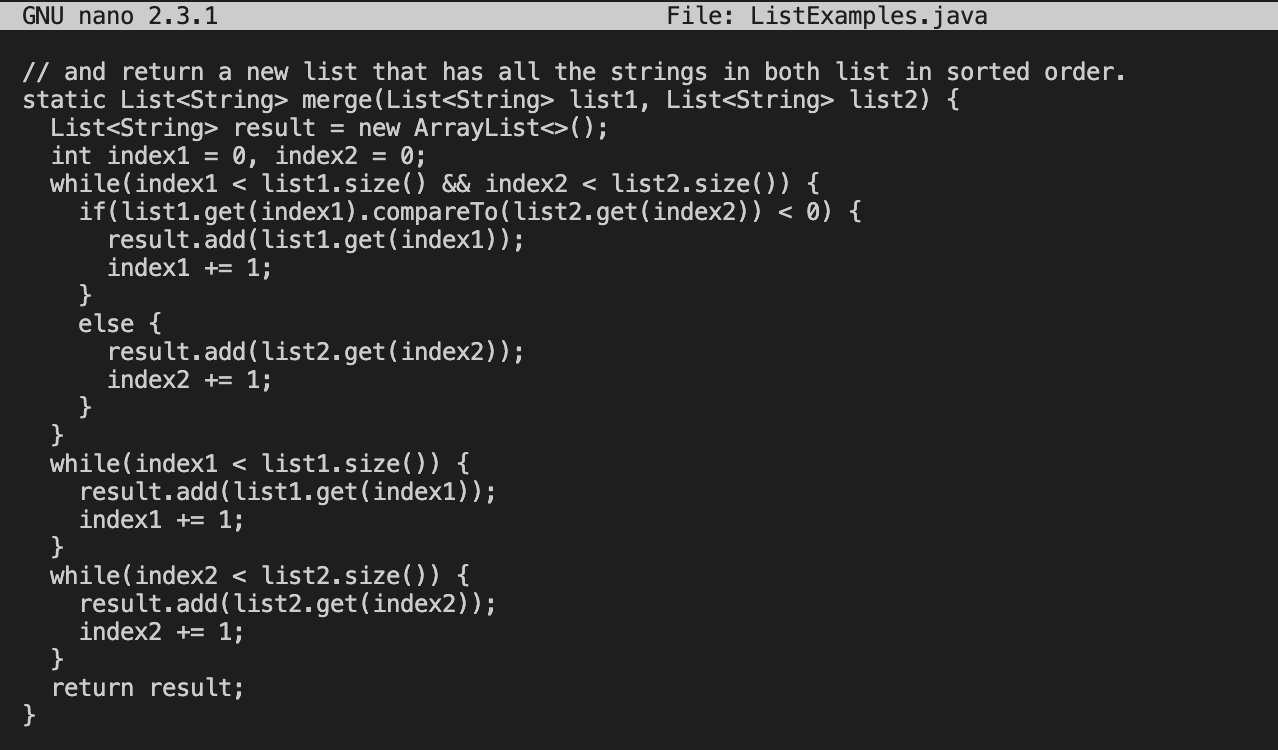 GNU nano 2.3.1 File: ListExamples.java
// and return a new list that has all the strings in both list in sorted order.
static List<String> merge(List<String> list1, List<String> list2) {
  List<String> result = new ArrayList<>();
  int index1 = 0, index2 = 0;
  while(index1 < list1.size() && index2 < list2.size()) {
    if(list1.get(index1).compareTo(list2.get(index2)) < 0) {
      result.add(list1.get(index1));
      index1 += 1;
    }
    else {
      result.add(list2.get(index2));
      index2 += 1;
    }
  }
  while(index1 < list1.size()) {
    result.add(list1.get(index1));
    index1 += 1;
  }
  while(index2 < list2.size()) {
    result.add(list2.get(index2));
    index2 += 1;
  }
  return result;
}